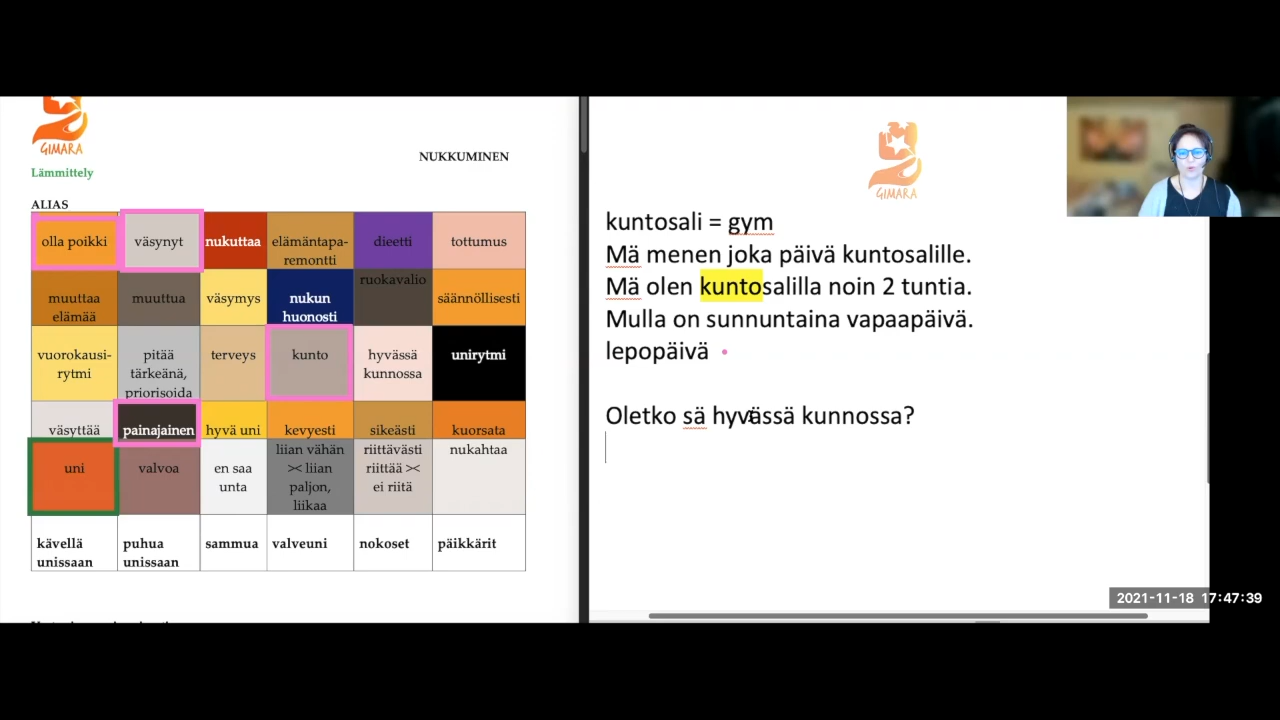 GIMARA
NUKKUMINEN
Lämmittely
ALIAS
olla poikki
väsynyt
nukuttaa
elämäntapa-
remontti
dieetti
tottumus
muuttaa
elämää
muuttua
väsymys
nukun
huonosti
ruokavalio
säännöllisesti
vuorokausi-
rytmi
pitää
tärkeänä,
priorisoida
terveys
kunto
hyvässä
kunnossa
unirytmi
väsyttää
painajainen
hyvä uni
kevyesti
sikeästi
kuorsata
uni
valvoa
en saa
unta
liian vähän
>< liian
paljon,
liikaa
riittävästi
riittää ><
ei riitä
nukahtaa
kävellä
unissaan
puhua
unissaan
sammua
valveuni
nokoset
päikkärit
GIMARA
kuntosali = gym
Mä menen joka päivä kuntosalille.
Mä olen kuntosalilla noin 2 tuntia.
Mulla on sunnuntaina vapaapäivä.
lepopäivä
Oletko sä hyvässä kunnossa?
2021-11-18 17:47:39